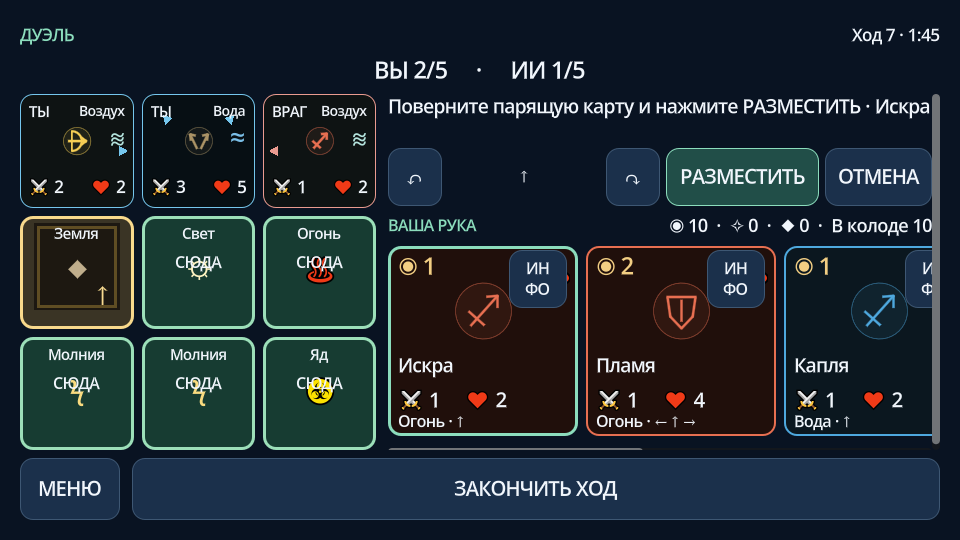 ДУЭЛЬ
Ход 7 · 1:45
ВЫ 2/5 · ИИ 1/5
ТЫ Воздух
2 2
ТЫ Вода
3 5
ВРАГ Воздух
1 2
Поверните парящую карту и нажмите РАЗМЕСТИТЬ · Искра
РАЗМЕСТИТЬ
ОТМЕНА
ВАША РУКА
10 · 0 · 0 · В колоде 10
Земля
Свет
СЮДА
Огонь
СЮДА
Молния
СЮДА
Молния
СЮДА
Яд
СЮДА
1
ИН
ФО
Искра
1 2
Огонь · ↑
2
ИН
ФО
Пламя
1 4
Огонь · ← ↑ →
1
Капля
1 2
Вода · ↑
МЕНЮ
ЗАКОНЧИТЬ ХОД